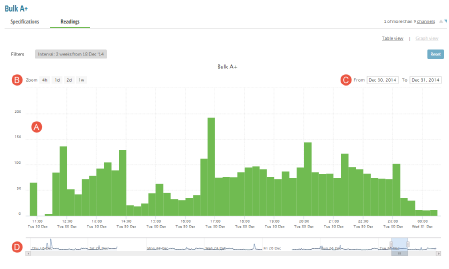 Bulk A+
Specifications Readings
Table view | Graph view
Filters Interval: 2 weeks from 20 Dec 14 Reset
Bulk A+
B Zoom 4h 1d 2d 1w C From Dec 30, 2014 To Dec 31, 2014
200
A
150
100
50
0
11:00 12:00 13:00 14:00 15:00 16:00 17:00 18:00 19:00 20:00 21:00 22:00 23:00 00:00
Tue 30 Dec Tue 30 Dec Tue 30 Dec Tue 30 Dec Tue 30 Dec Tue 30 Dec Tue 30 Dec Tue 30 Dec Tue 30 Dec Tue 30 Dec Tue 30 Dec Tue 30 Dec Tue 30 Dec Wed 31 Dec
D